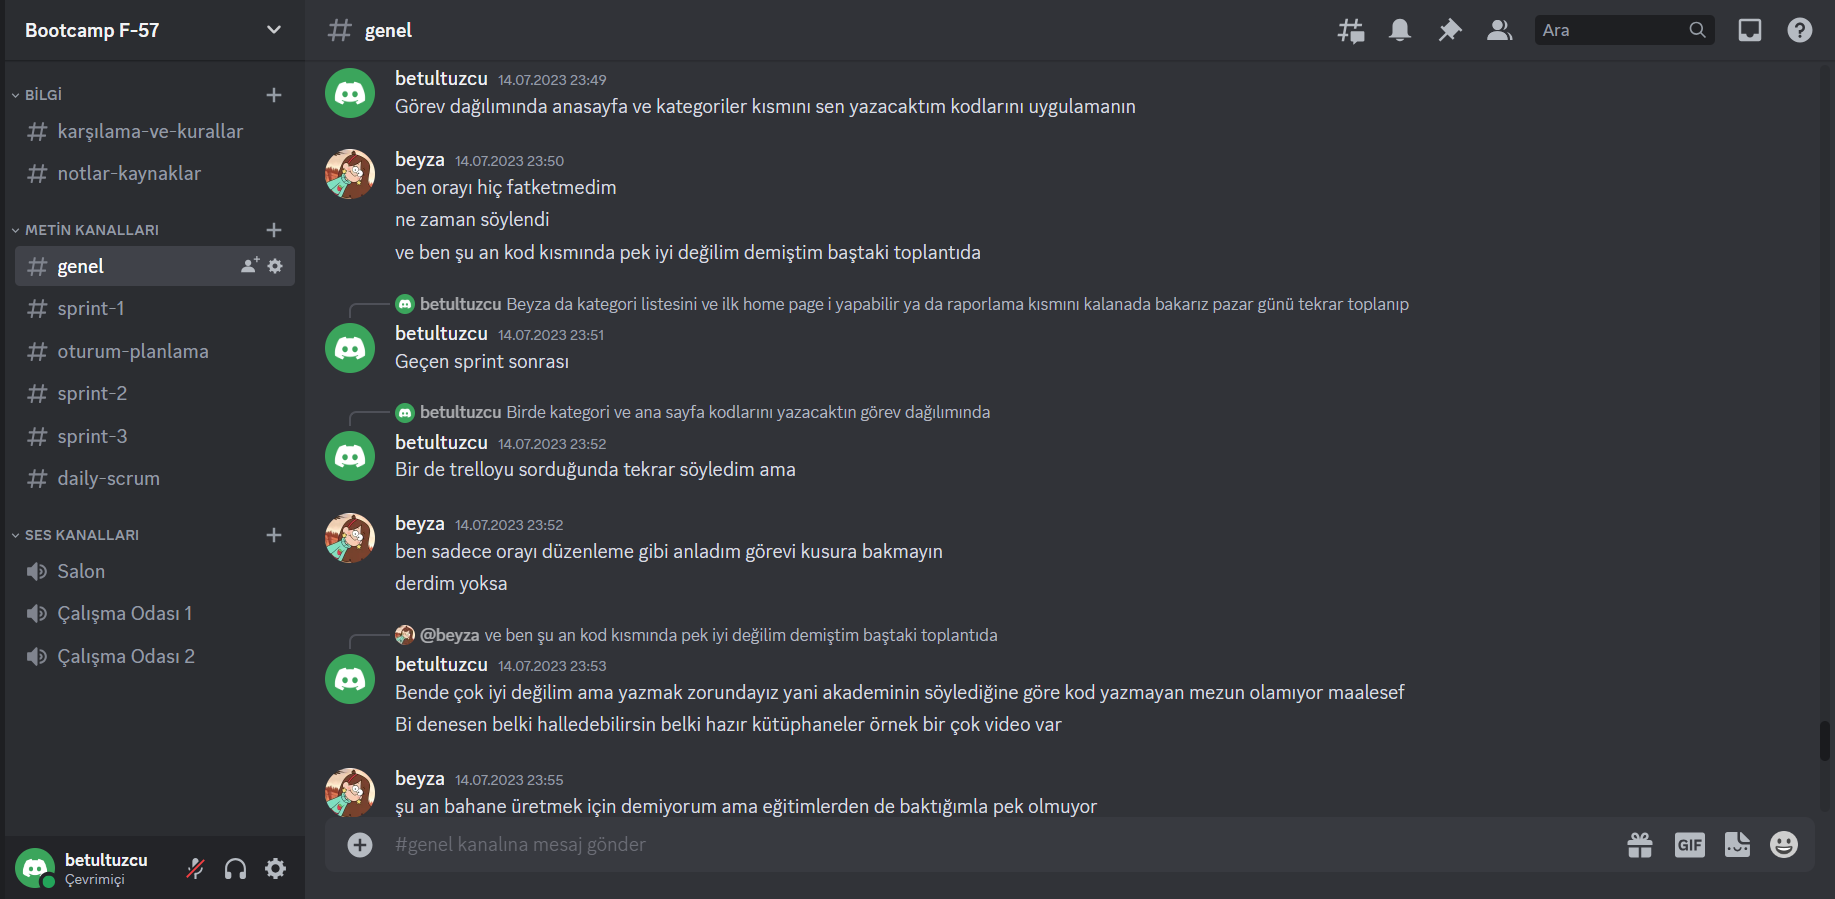 Bootcamp F-57
BİLGİ
karşılama-ve-kurallar
notlar-kaynaklar
METİN KANALLARI
genel
sprint-1
oturum-planlama
sprint-2
sprint-3
daily-scrum
SES KANALLARI
Salon
Çalışma Odası 1
Çalışma Odası 2
betultuzcu
Çevrimiçi
genel
Ara
betultuzcu 14.07.2023 23:49
Görev dağılımında anasayfa ve kategoriler kısmını sen yazacaktım kodlarını uygulamanın
beyza 14.07.2023 23:50
ben orayı hiç fatketmedim
ne zaman söylendi
ve ben şu an kod kısmında pek iyi değilim demiştim baştaki toplantıda
betultuzcu Beyza da kategori listesini ve ilk home page i yapabilir ya da raporlama kısmını kalanada bakarız pazar günü tekrar toplanıp
betultuzcu 14.07.2023 23:51
Geçen sprint sonrası
betultuzcu Birde kategori ve ana sayfa kodlarını yazacaktın görev dağılımında
betultuzcu 14.07.2023 23:52
Bir de trelloyu sorduğunda tekrar söyledim ama
beyza 14.07.2023 23:52
ben sadece orayı düzenleme gibi anladım görevi kusura bakmayın
derdim yoksa
@beyza ve ben şu an kod kısmında pek iyi değilim demiştim baştaki toplantıda
betultuzcu 14.07.2023 23:53
Bende çok iyi değilim ama yazmak zorundayız yani akademinin söylediğine göre kod yazmayan mezun olamıyor maalesef
Bi denesen belki halledebilirsin belki hazır kütüphaneler örnek bir çok video var
beyza 14.07.2023 23:55
şu an bahane üretmek için demiyorum ama eğitimlerden de baktığımla pek olmuyor
#genel kanalına mesaj gönder
GIF